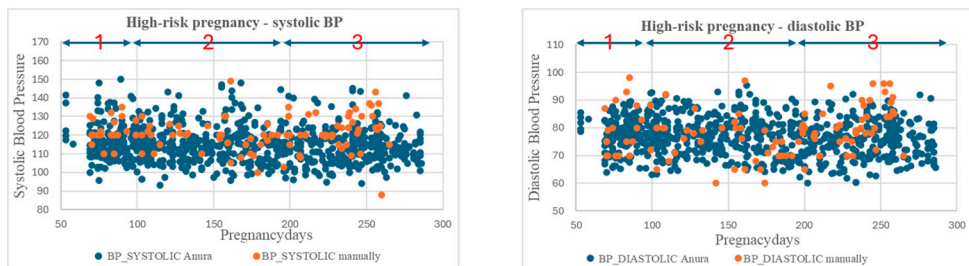 High-risk pregnancy - systolic BP
1 2 3
170
160
150
140
130
120
110
100
90
80
Systolic Blood Pressure
50 100 150 200 250 300
Pregnancydays
BP_SYSTOLIC Anura BP_SYSTOLIC manually
High-risk pregnancy - diastolic BP
1 2 3
110
100
90
80
70
60
50
Diastolic Blood Pressure
50 100 150 200 250 300
Pregnacydays
BP_DIASTOLIC Anura BP_DIASTOLIC manually